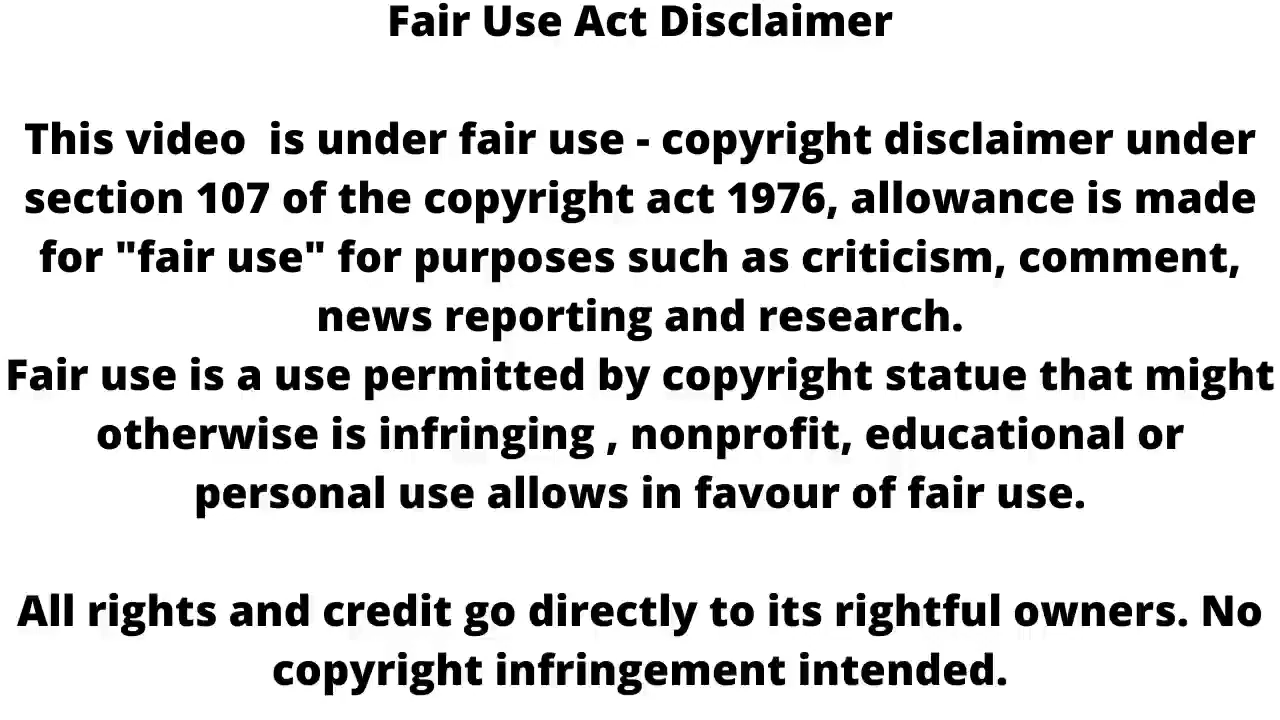 Fair Use Act Disclaimer
This video  is under fair use - copyright disclaimer under
section 107 of the copyright act 1976, allowance is made
for "fair use" for purposes such as criticism, comment,
news reporting and research.
Fair use is a use permitted by copyright statue that might
otherwise is infringing , nonprofit, educational or
personal use allows in favour of fair use.
All rights and credit go directly to its rightful owners. No
copyright infringement intended.